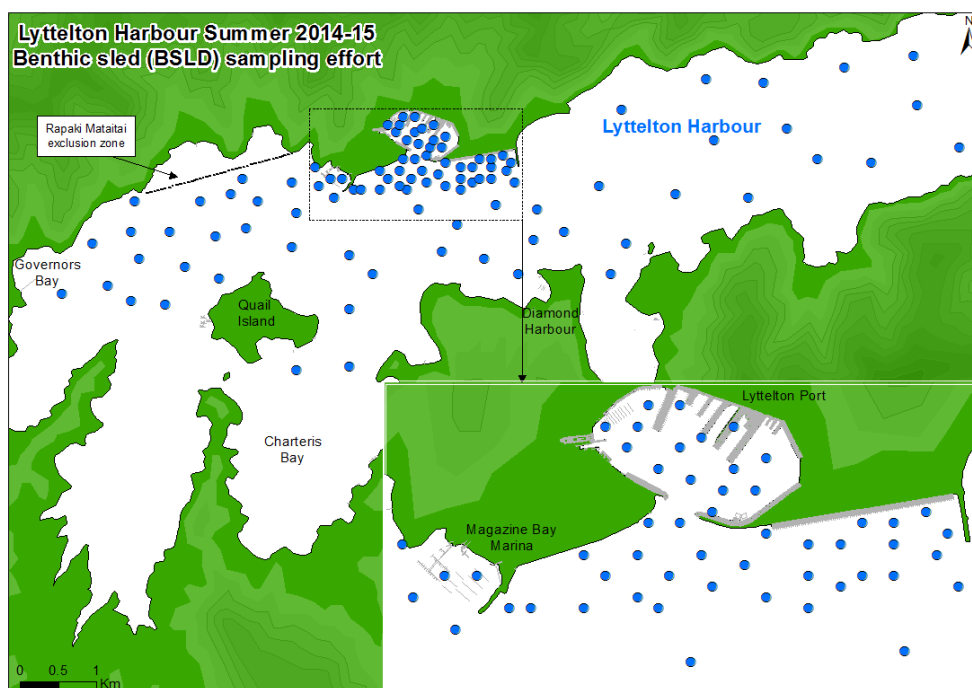 Lyttelton Harbour Summer 2014-15
Benthic sled (BSLD) sampling effort
N
Rapaki Mataitai
exclusion zone
Lyttelton Harbour
Governors
Bay
Quail
Island
Diamond
Harbour
Charteris
Bay
Lyttelton Port
Magazine Bay
Marina
0 0.5 1
Km